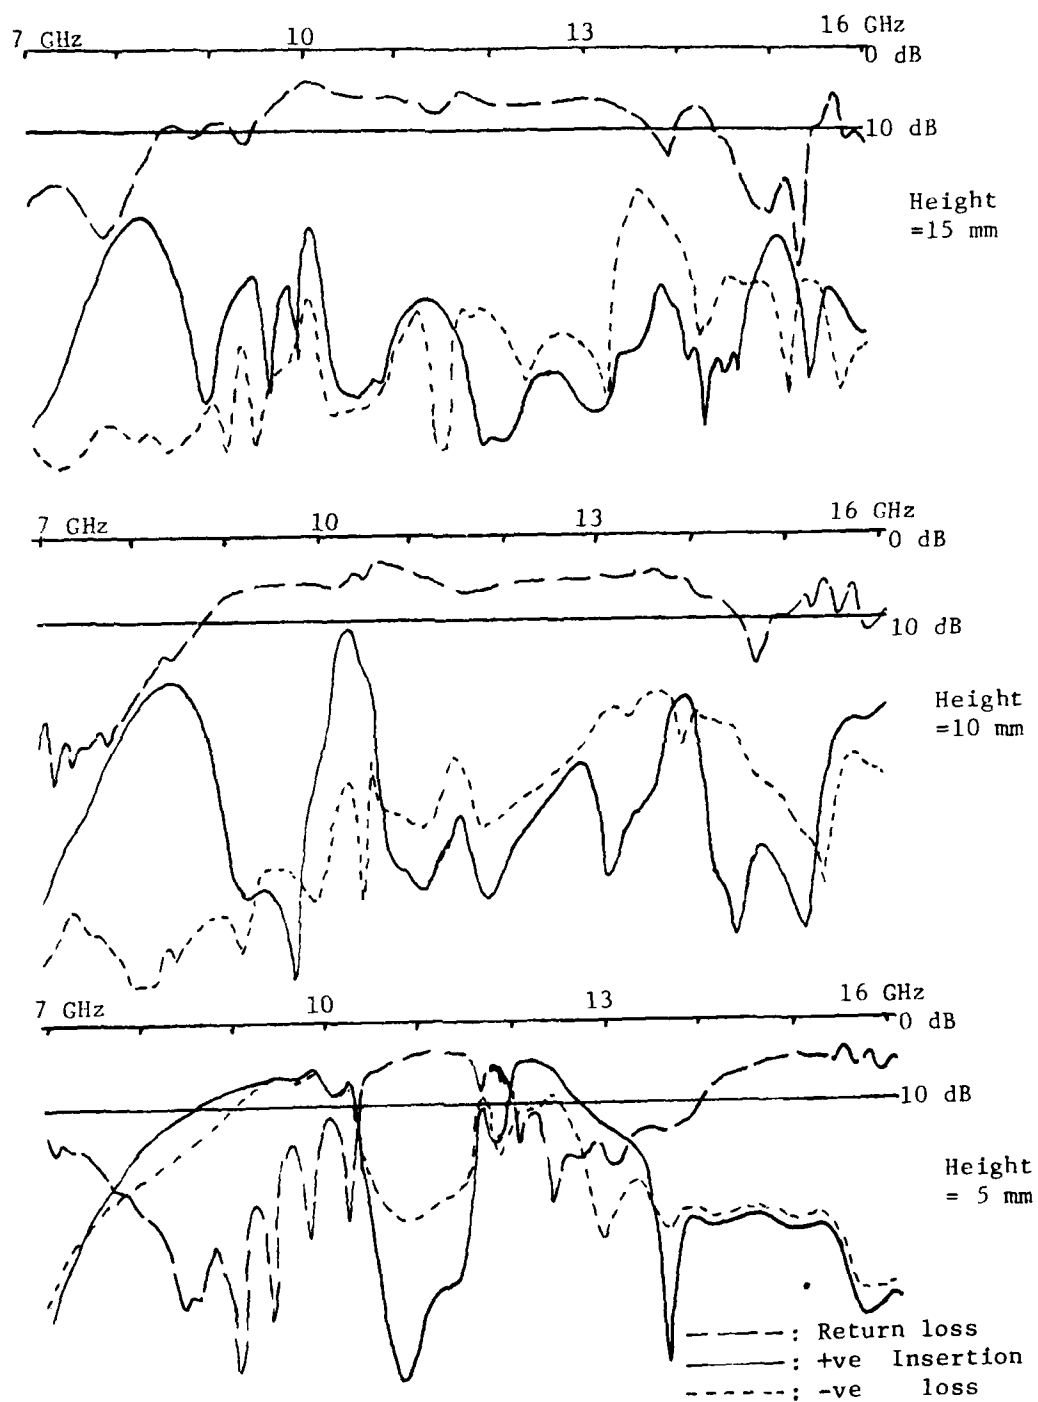 7 GHz 10 13 16 GHz
0 dB
10 dB
Height
=15 mm
7 GHz 10 13 16 GHz
0 dB
10 dB
Height
=10 mm
7 GHz 10 13 16 GHz
0 dB
10 dB
Height
= 5 mm
: Return loss
: +ve Insertion
: -ve loss